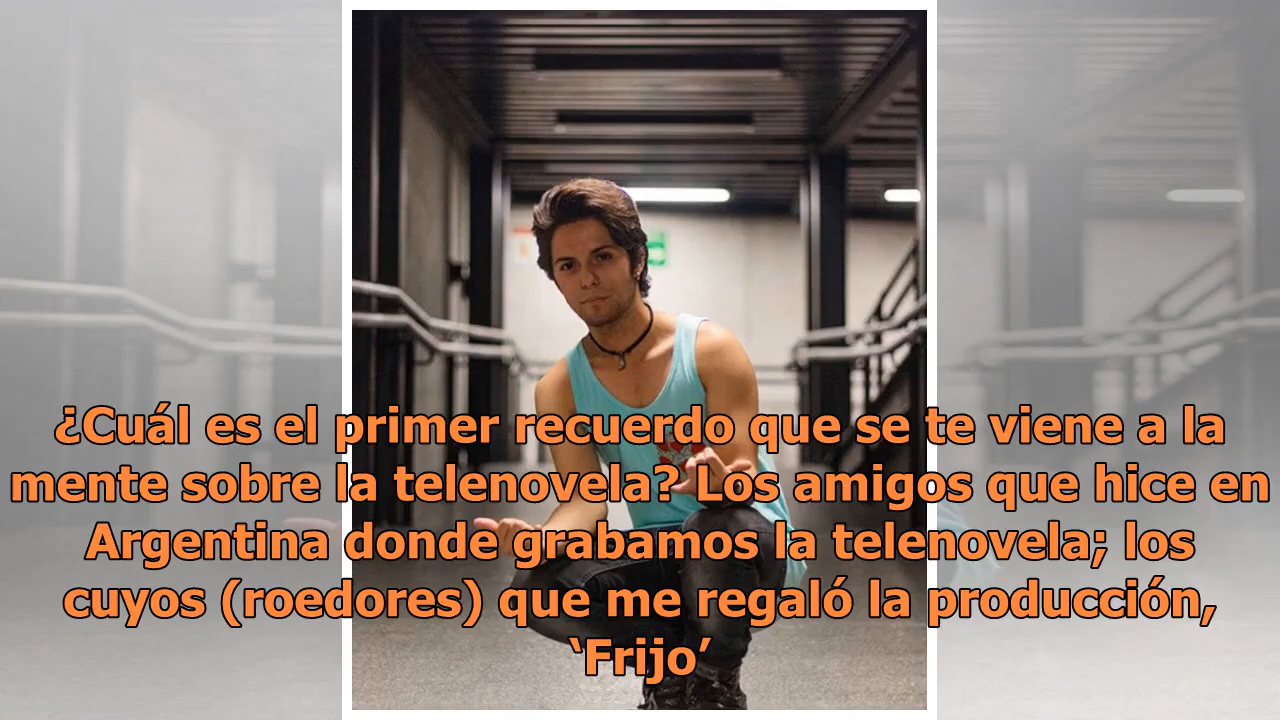 ¿Cuál es el primer recuerdo que se te viene a la
mente sobre la telenovela? Los amigos que hice en
Argentina donde grabamos la telenovela; los
cuyos (roedores) que me regaló la producción,
‘Frijo’